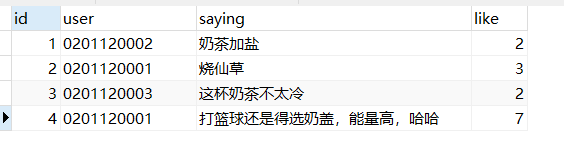 id user saying like
1 0201120002 奶茶加盐 2
2 0201120001 烧仙草 3
3 0201120003 这杯奶茶不太冷 2
4 0201120001 打篮球还是得选奶盖，能量高，哈哈 7